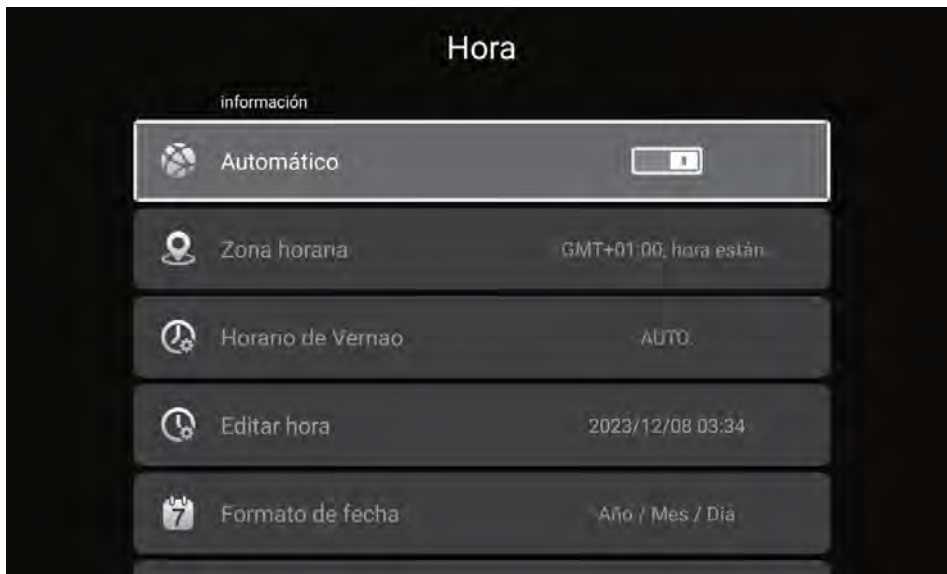 Hora
información
Automático
Zona horaria GMT+01:00, hora están
Horario de Vernao AUTO
Editar hora 2023/12/08 03:34
7 Formato de fecha Año / Mes / Día